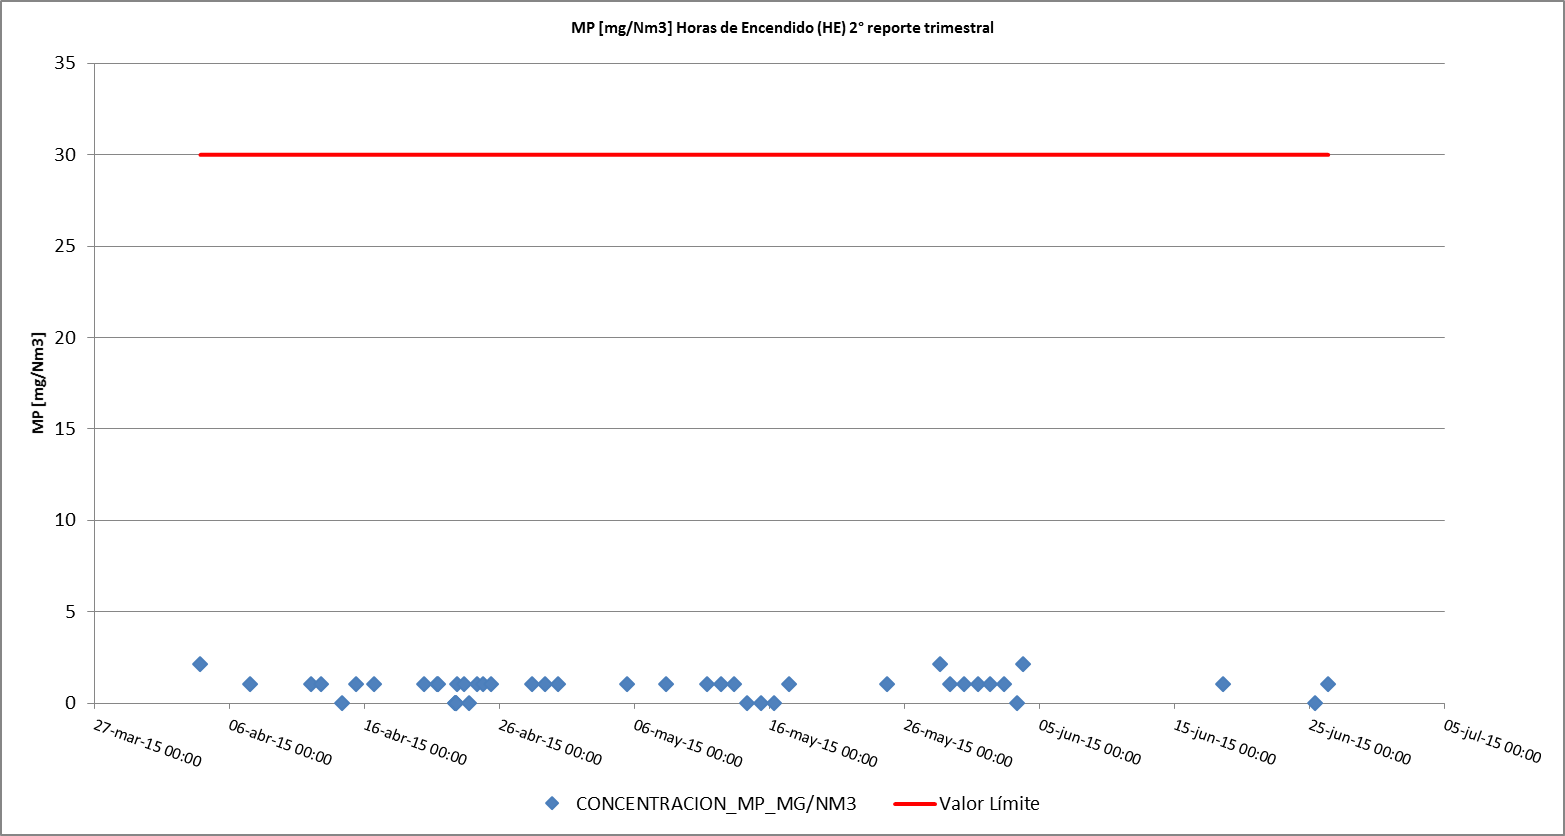 MP [mg/Nm3] Horas de Encendido (HE) 2° reporte trimestral
35
30
25
20
15
10
5
0
MP [mg/Nm3]
27-mar-15 00:00
06-abr-15 00:00
16-abr-15 00:00
26-abr-15 00:00
06-may-15 00:00
16-may-15 00:00
26-may-15 00:00
05-jun-15 00:00
15-jun-15 00:00
25-jun-15 00:00
05-jul-15 00:00
CONCENTRACION_MP_MG/NM3
Valor Límite